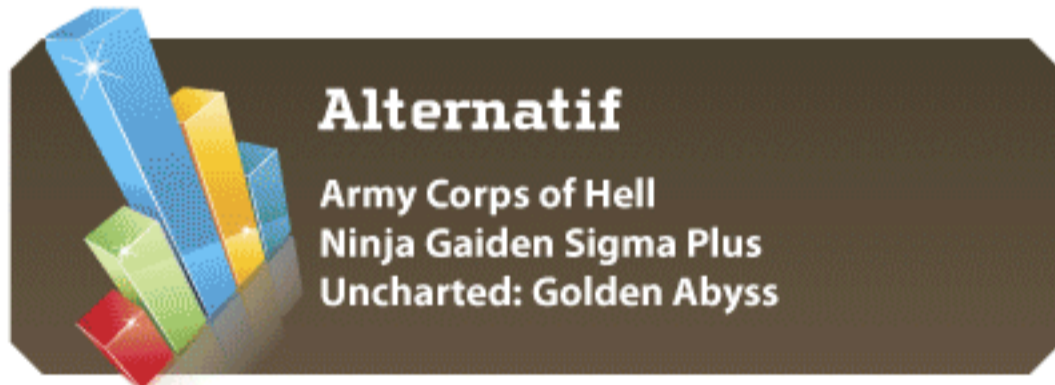 Alternatif
Army Corps of Hell
Ninja Gaiden Sigma Plus
Uncharted: Golden Abyss